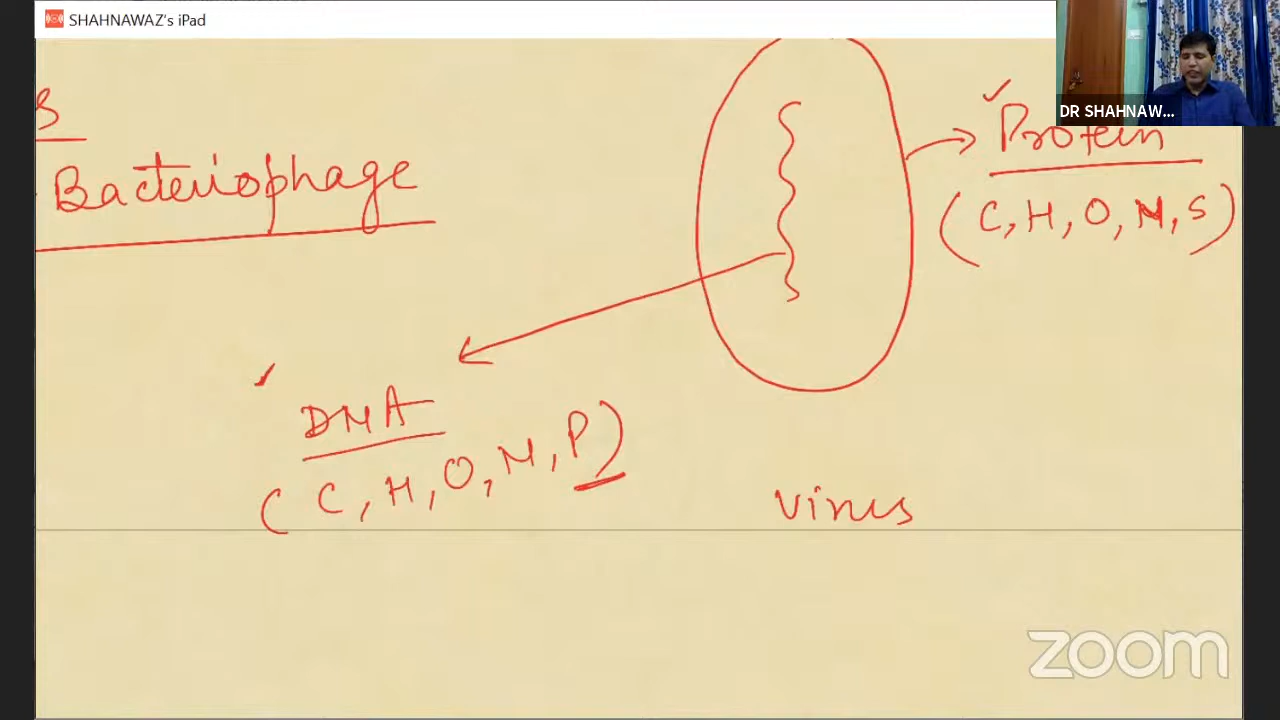 SHAHNAWAZ's iPad
DR SHAHNAW...
Bacteriophage
Protein
(C, H, O, N, S)
DNA
(C, H, O, N, P)
Virus
zoom